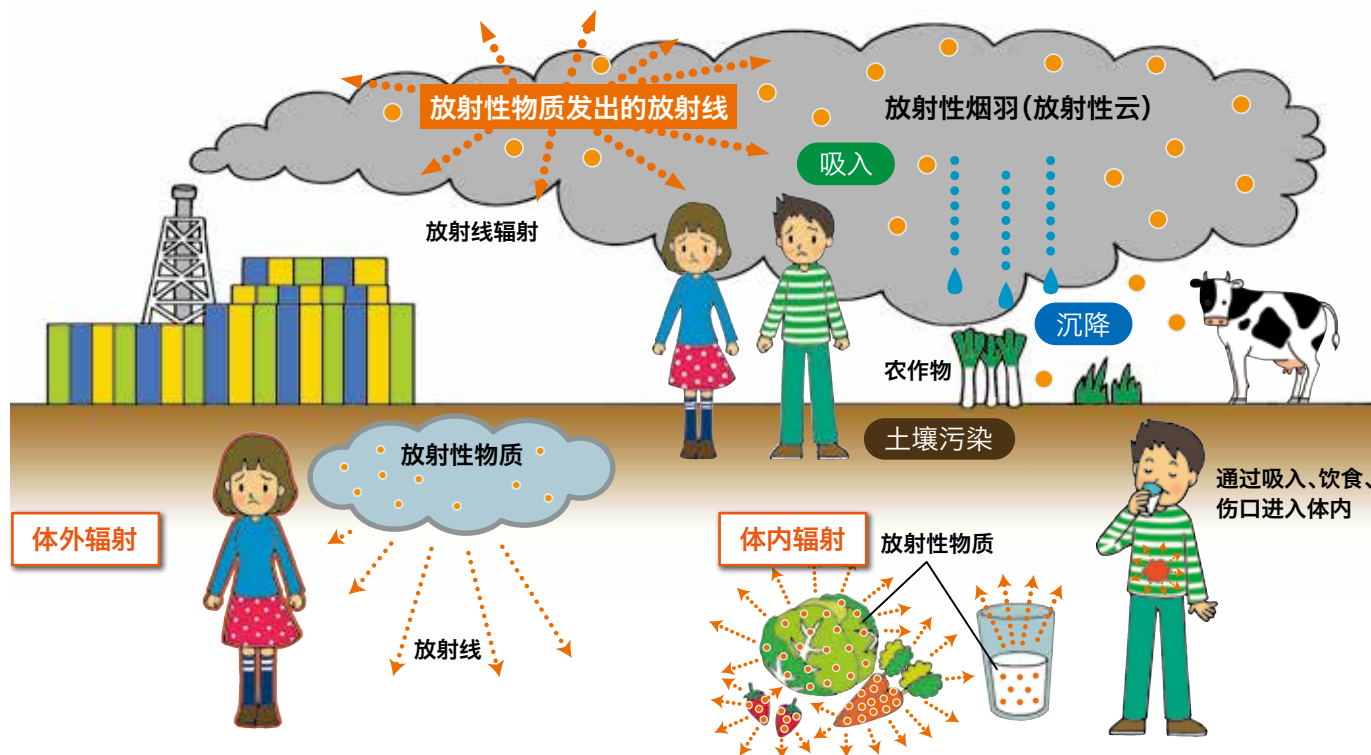 放射性物质发出的放射线
放射性烟羽(放射性云)
吸入
放射线辐射
沉降
农作物
土壤污染
放射性物质
体外辐射
放射线
体内辐射
放射性物质
通过吸入、饮食、
伤口进入体内